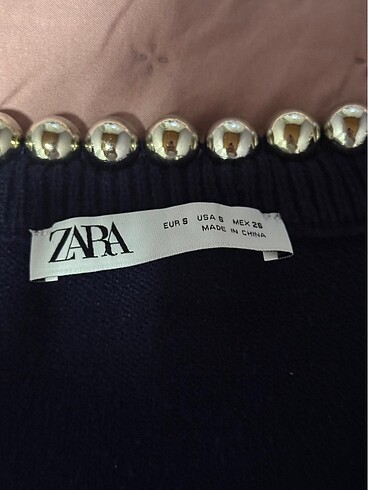 ZARA
EUR S USA S MEX 26
MADE IN CHINA